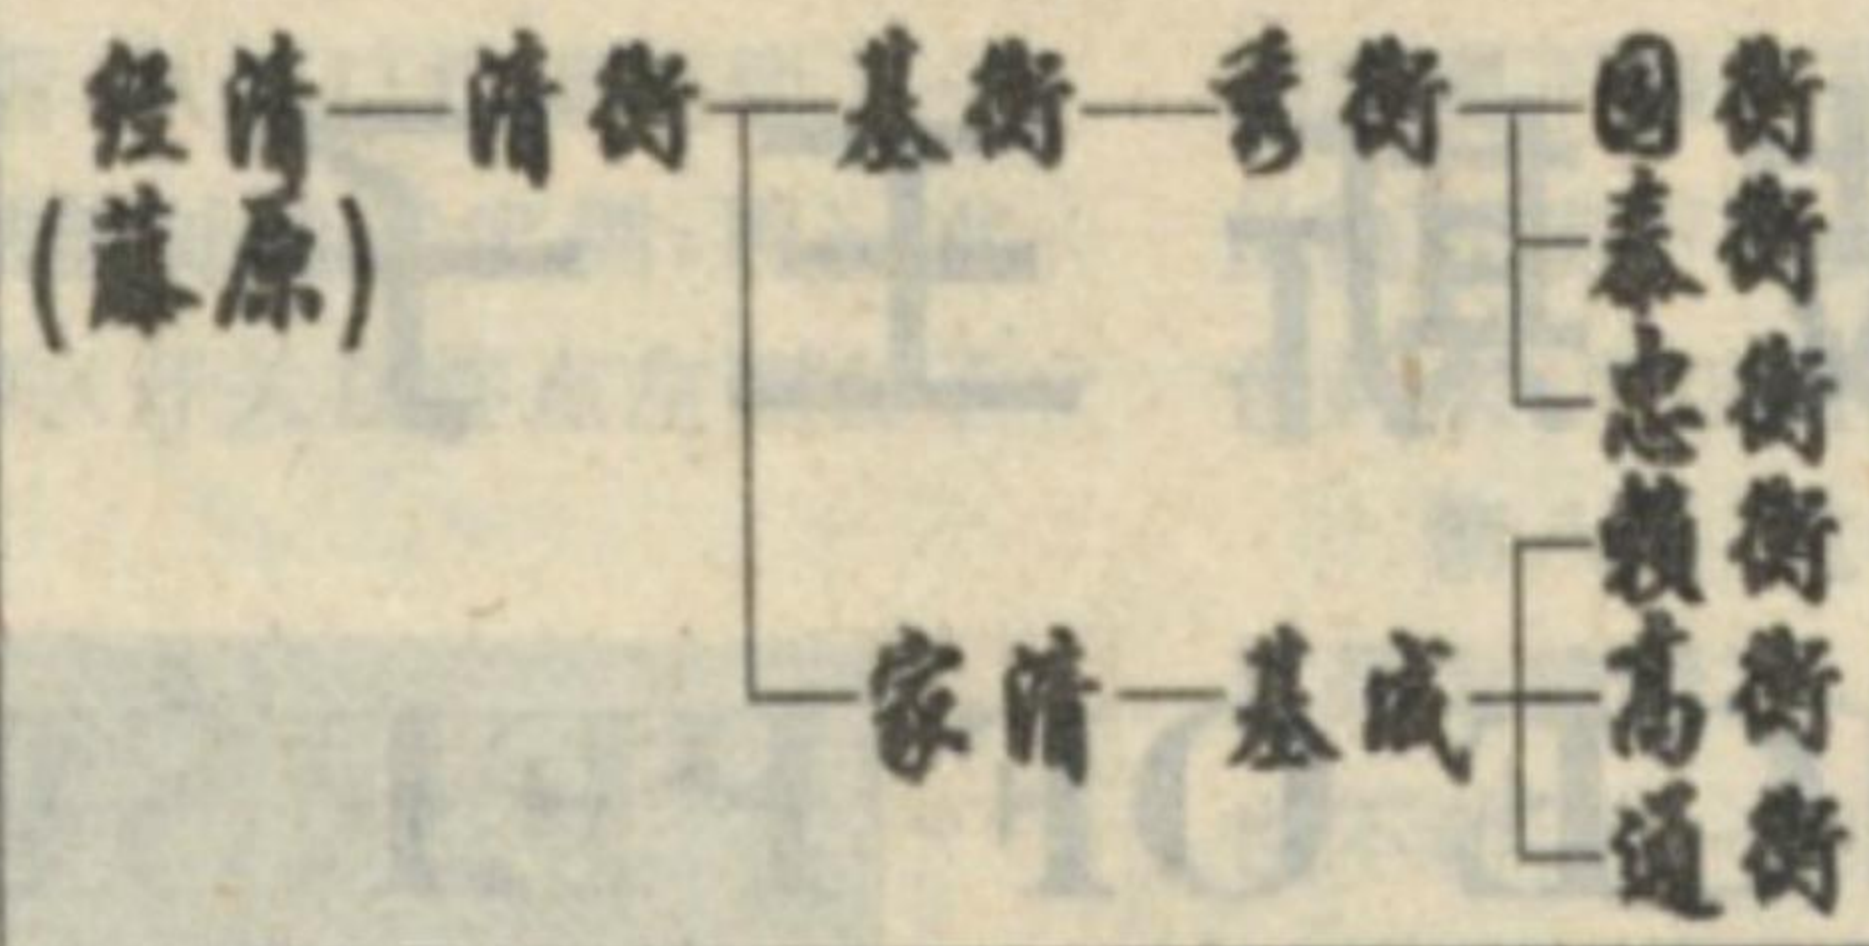 经清 清衡 基衡 秀衡 国衡
(藤原) 泰衡
忠衡
頼衡
家清 基成 高衡
通衡